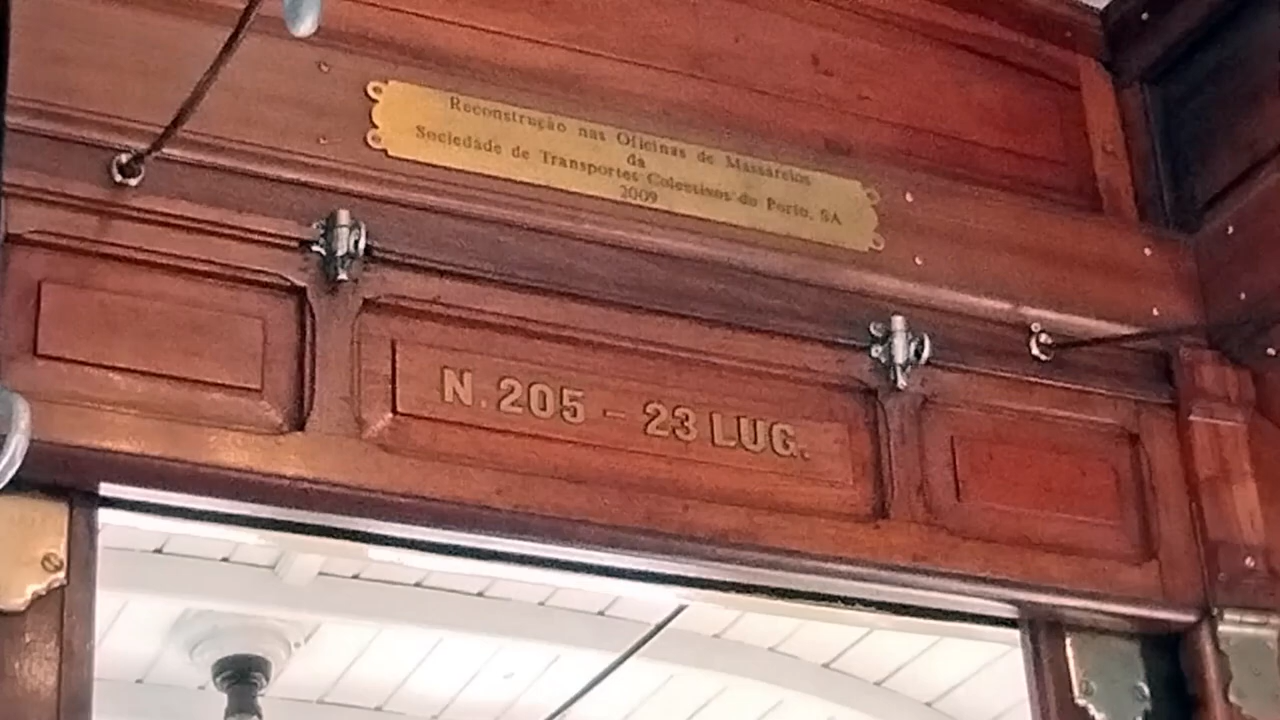 Reconstrução nas Oficinas de Massarelos
da
Sociedade de Transportes Colectivos do Porto, SA
2009
N. 205 - 23 LUG.